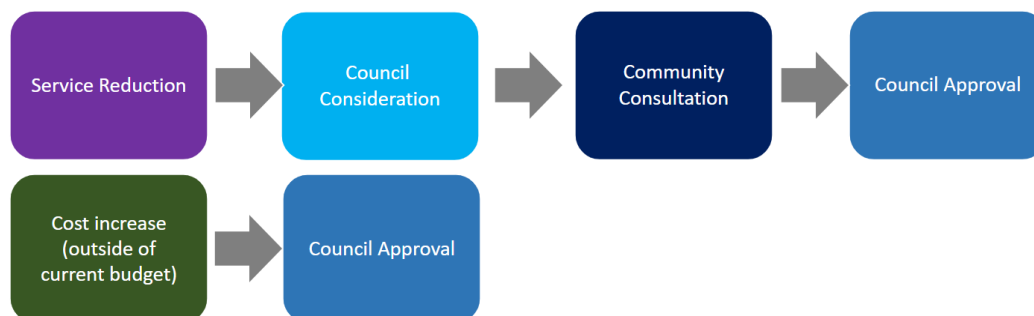 Service Reduction
Council
Consideration
Community
Consultation
Council Approval
Cost increase
(outside of
current budget)
Council Approval